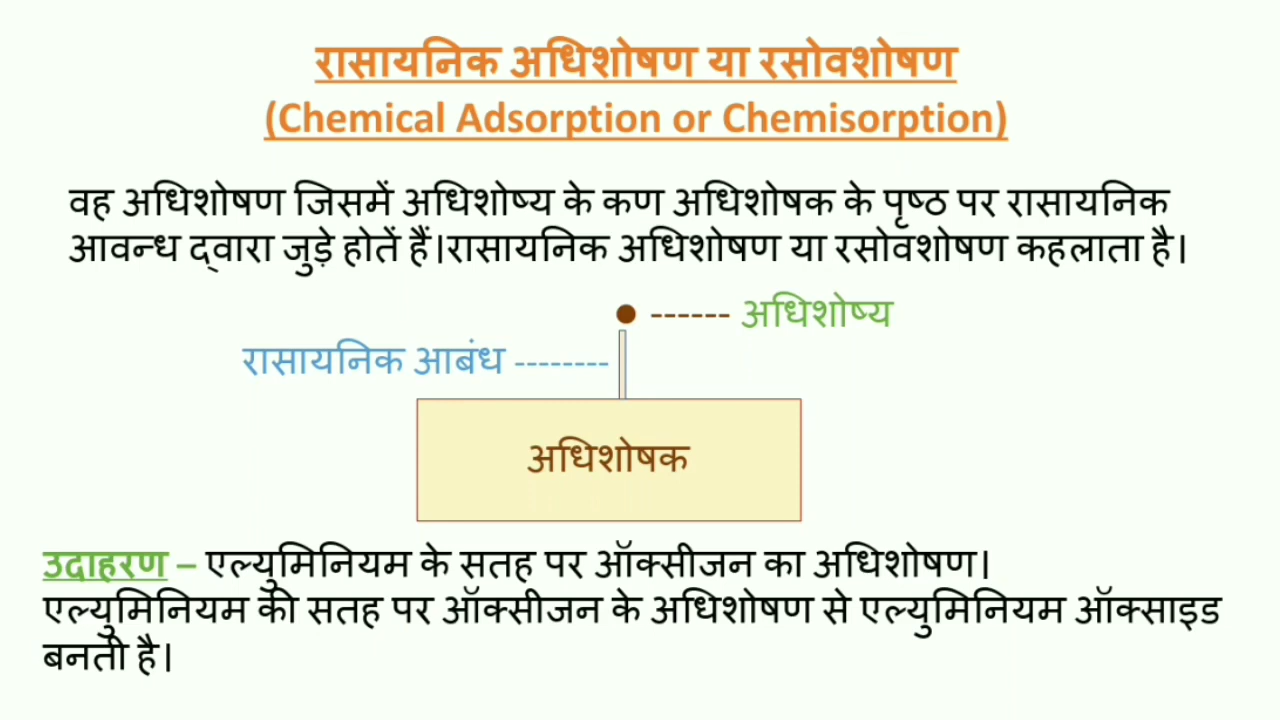 रासायनिक अधिशोषण या रसोवशोषण
(Chemical Adsorption or Chemisorption)
वह अधिशोषण जिसमें अधिशोष्य के कण अधिशोषक के पृष्ठ पर रासायनिक
आवन्ध द्वारा जुड़े होतें हैं।रासायनिक अधिशोषण या रसोवशोषण कहलाता है।
------ अधिशोष्य
रासायनिक आबंध --------
अधिशोषक
उदाहरण – एल्युमिनियम के सतह पर ऑक्सीजन का अधिशोषण।
एल्युमिनियम की सतह पर ऑक्सीजन के अधिशोषण से एल्युमिनियम ऑक्साइड
बनती है।